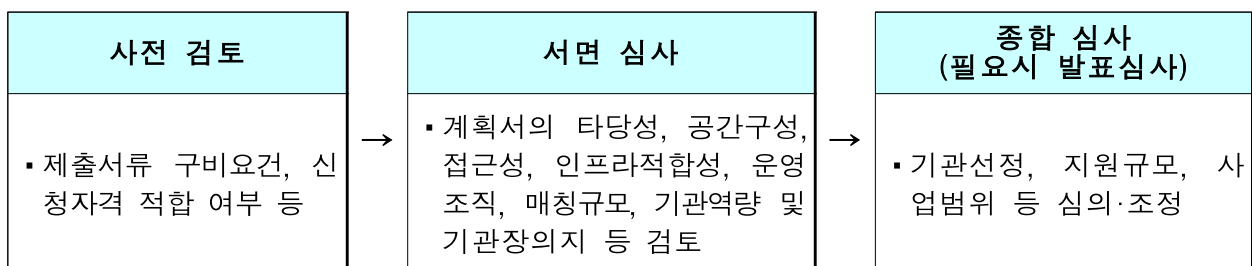 사전 검토
▪ 제출서류 구비요건, 신
청자격 적합 여부 등
→
서면 심사
▪ 계획서의 타당성, 공간구성,
접근성, 인프라적합성, 운영
조직, 매칭규모, 기관역량 및
기관장의지 등 검토
→
종합 심사
(필요시 발표심사)
▪ 기관선정, 지원규모, 사
업범위 등 심의·조정